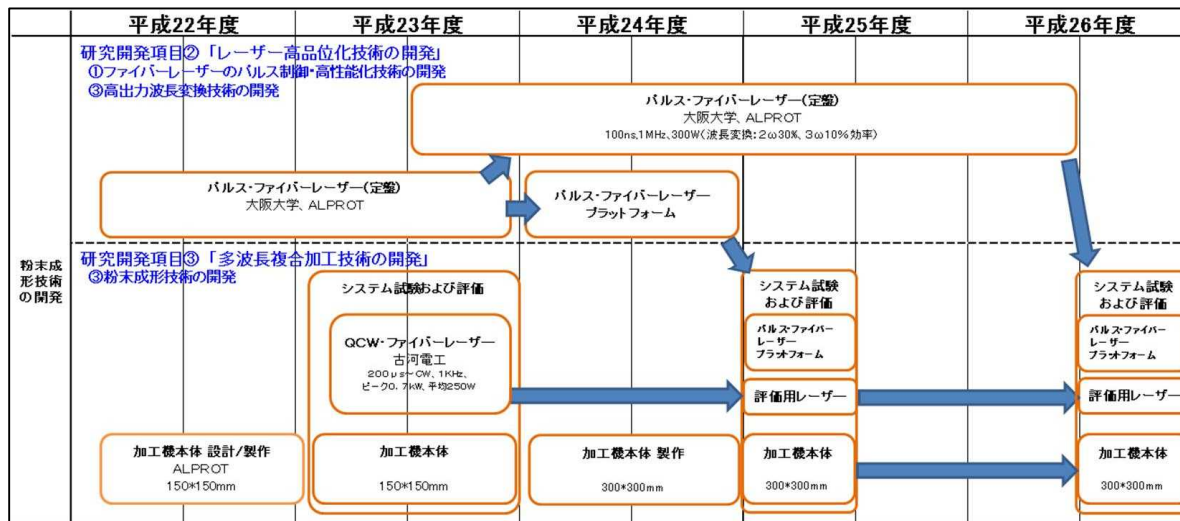 平成22年度
平成23年度
平成24年度
平成25年度
平成26年度
粉末成
形技術
の開発
研究開発項目②「レーザー高品位化技術の開発」
①ファイバーレーザーのパルス制御・高性能化技術の開発
③高出力波長変換技術の開発
パルス・ファイバーレーザー(定盤)
大阪大学、ALPROT
100ns、1MHz、300W(波長変換:2ω30%、3ω10%効率)
パルス・ファイバーレーザー(定盤)
大阪大学、ALPROT
パルス・ファイバーレーザー
プラットフォーム
研究開発項目③「多波長複合加工技術の開発」
③粉末成形技術の開発
システム試験および評価
QCW・ファイバーレーザー
古河電工
200μs~CW、1KHz、
ピーク0.7kW、平均250W
システム試験
および評価
パルス・ファイバー
レーザー
プラットフォーム
評価用レーザー
システム試験
および評価
パルス・ファイバー
レーザー
プラットフォーム
評価用レーザー
加工機本体 設計/製作
ALPROT
150*150mm
加工機本体
150*150mm
加工機本体 製作
300*300mm
加工機本体
300*300mm
加工機本体
300*300mm